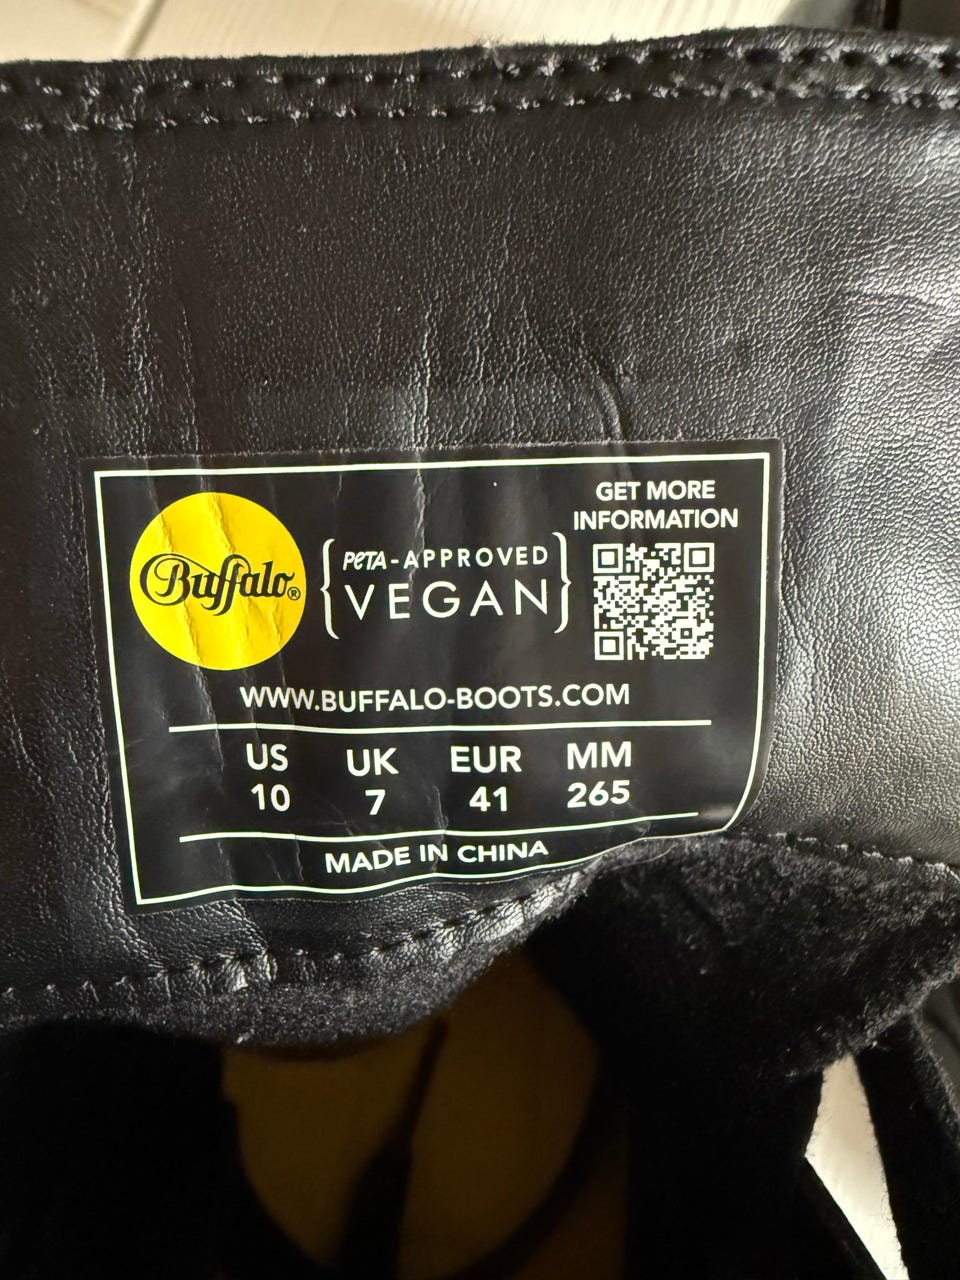 GET MORE
INFORMATION
Buffalo®
{PETA-APPROVED
VEGAN}
WWW.BUFFALO-BOOTS.COM
US UK EUR MM
10 7 41 265
MADE IN CHINA